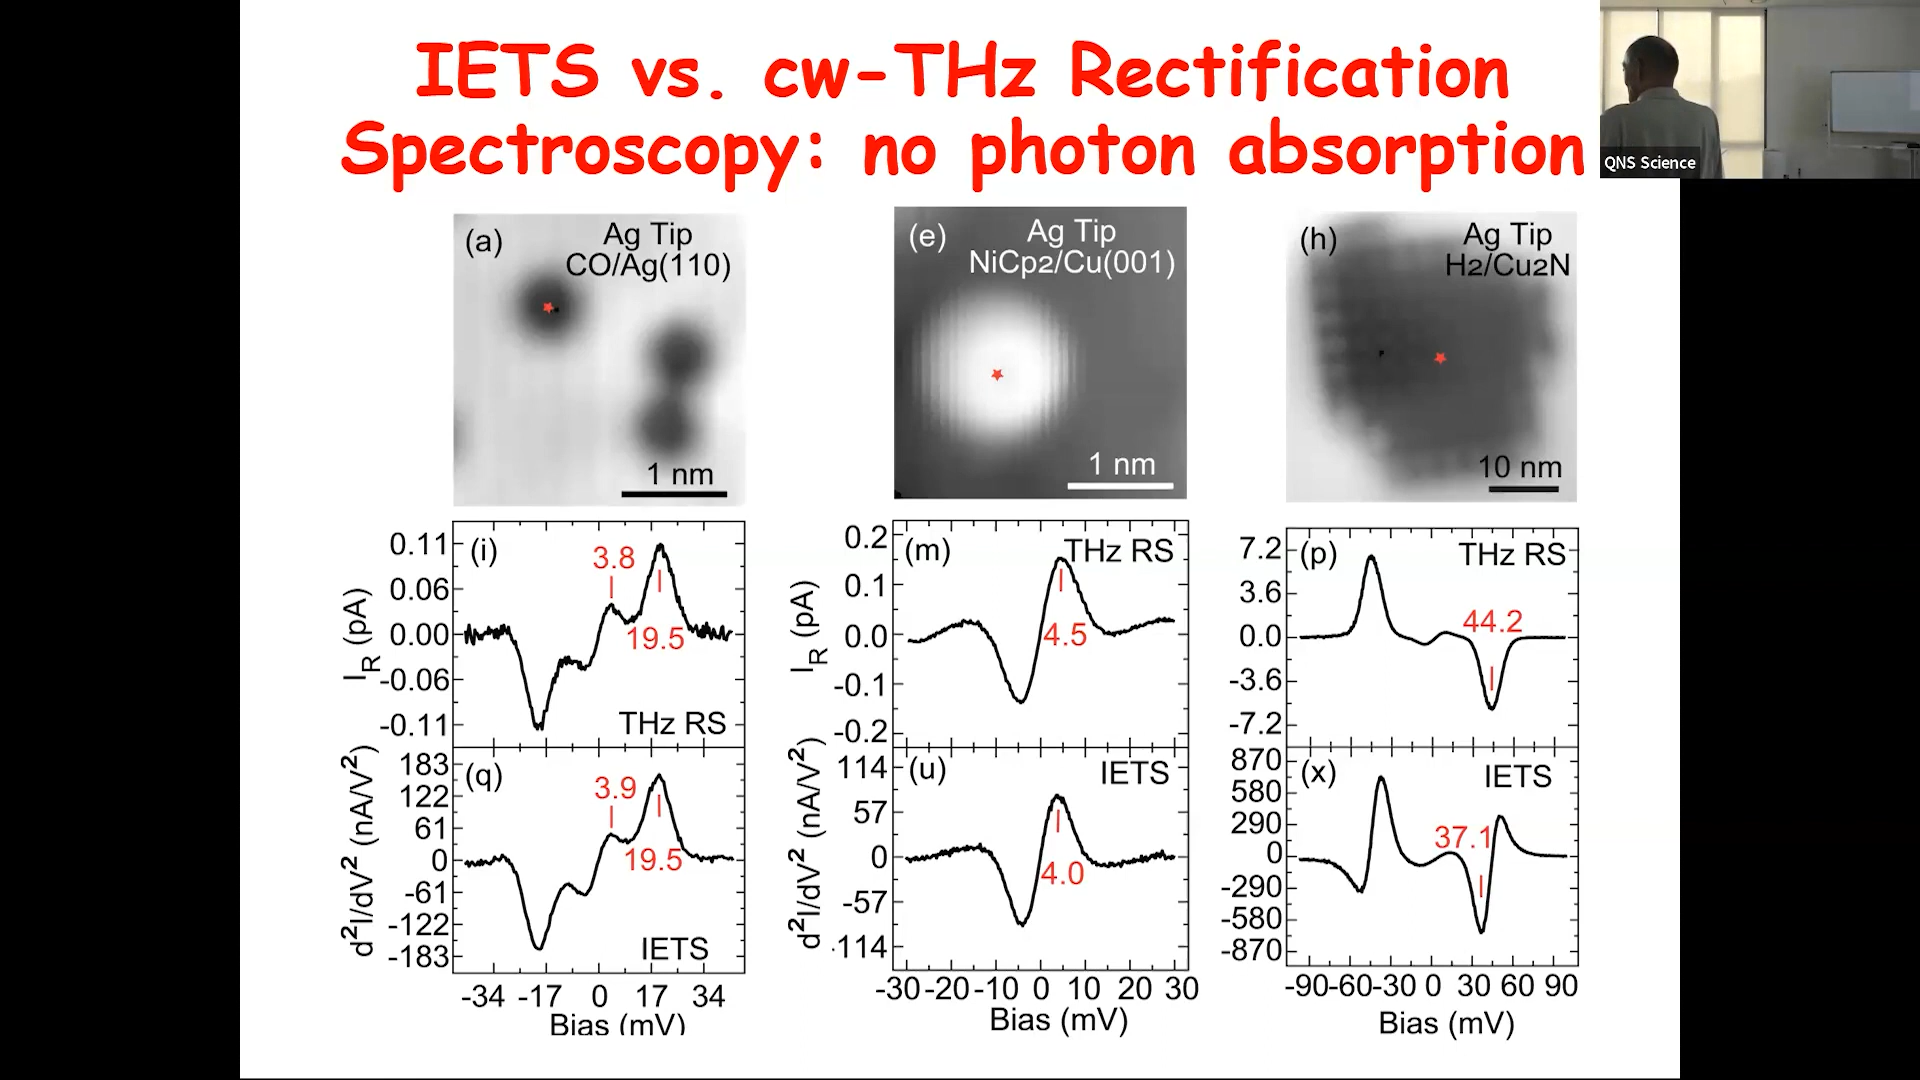 IETS vs. cw-THz Rectification
Spectroscopy: no photon absorption
QNS Science
(a)
Ag Tip
CO/Ag(110)
1 nm
(e)
Ag Tip
NiCp2/Cu(001)
1 nm
(h)
Ag Tip
H2/Cu2N
10 nm
(i)
3.8
19.5
THz RS
0.11
0.06
0.00
-0.06
-0.11
I_R (pA)
(q)
3.9
19.5
IETS
183
122
61
0
-61
-122
-183
d²I/dV² (nA/V²)
-34 -17 0 17 34
Bias (mV)
(m)
THz RS
4.5
0.2
0.1
0.0
-0.1
-0.2
I_R (pA)
(u)
IETS
4.0
114
57
0
-57
-114
d²I/dV² (nA/V²)
-30 -20 -10 0 10 20 30
Bias (mV)
(p)
THz RS
44.2
7.2
3.6
0.0
-3.6
-7.2
(x)
IETS
37.1
870
580
290
0
-290
-580
-870
-90 -60 -30 0 30 60 90
Bias (mV)